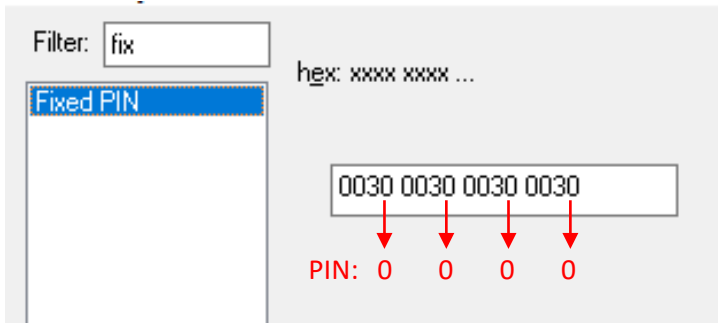 Filter: fix
hex: xxxx xxxx ...
Fixed PIN
0030 0030 0030 0030
PIN: 0 0 0 0